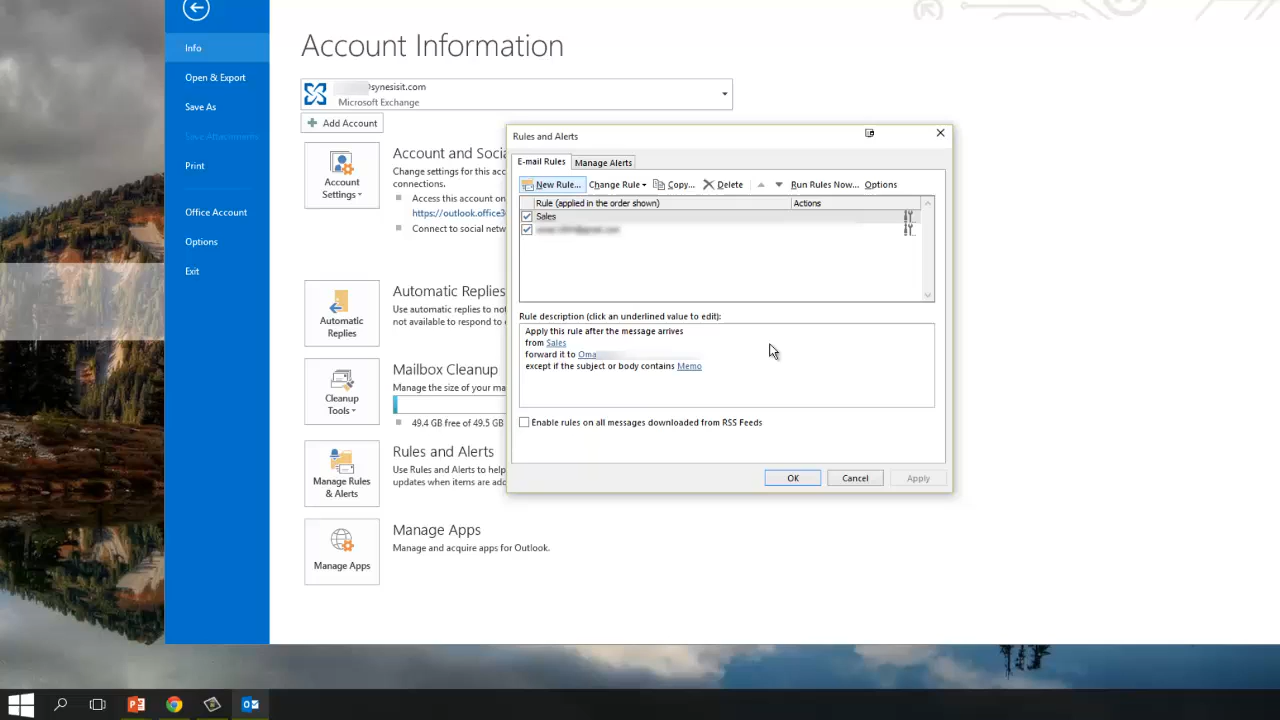 Account Information
Info
Open & Export
Save As
Save Attachments
Print
Office Account
Options
Exit
synesisit.com
Microsoft Exchange
Add Account
Account Settings
Account and Socia
Change settings for this acco
connections.
Access this account on
https://outlook.office3
Connect to social netw
Automatic Replies
Automatic Replies
Use automatic replies to not
not available to respond to e
Cleanup Tools
Mailbox Cleanup
Manage the size of your ma
49.4 GB free of 49.5 GB
Manage Rules & Alerts
Rules and Alerts
Use Rules and Alerts to help
updates when items are add
Manage Apps
Manage Apps
Manage and acquire apps for Outlook.
Rules and Alerts
E-mail Rules Manage Alerts
New Rule... Change Rule Copy... Delete Run Rules Now... Options
Rule (applied in the order shown) Actions
Sales
Rule description (click an underlined value to edit):
Apply this rule after the message arrives
from Sales
forward it to Oma
except if the subject or body contains Memo
Enable rules on all messages downloaded from RSS Feeds
OK Cancel Apply